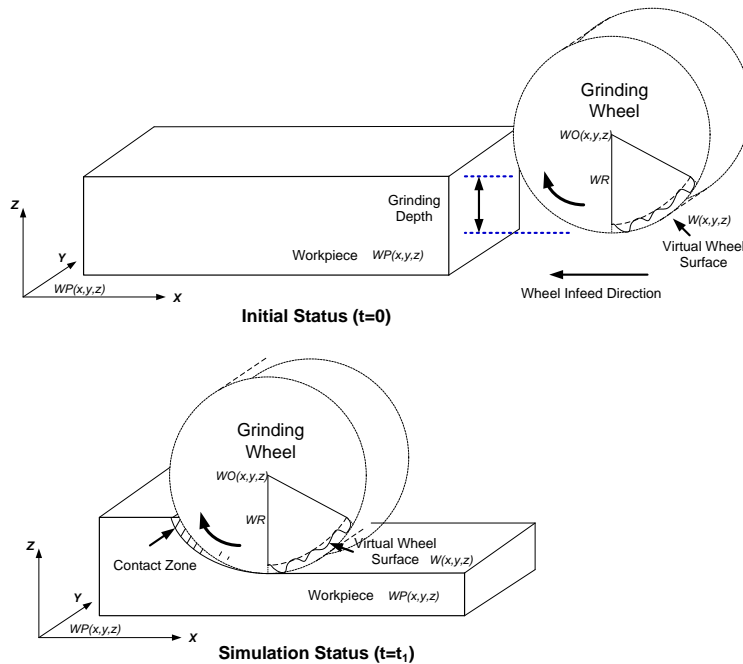 Grinding
Wheel
WO(x,y,z)
WR
W(x,y,z)
Virtual Wheel
Surface
Grinding
Depth
Workpiece WP(x,y,z)
Wheel Infeed Direction
Z
Y
WP(x,y,z)
X
Initial Status (t=0)
Grinding
Wheel
WO(x,y,z)
WR
Virtual Wheel
Surface W(x,y,z)
Contact Zone
Workpiece WP(x,y,z)
Z
Y
WP(x,y,z)
X
Simulation Status (t=t₁)